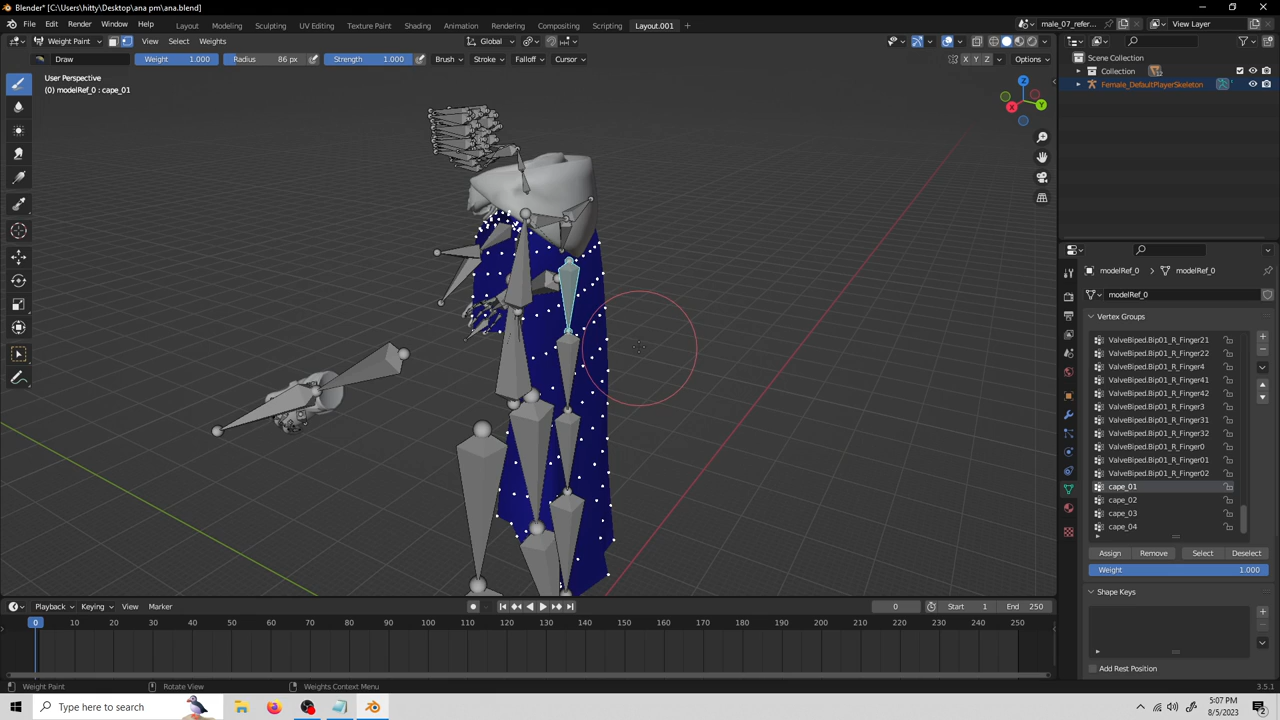 Blender* [C:\Users\hitty\Desktop\ana pm\ana.blend]
File Edit Render Window Help Layout Modeling Sculpting UV Editing Texture Paint Shading Animation Rendering Compositing Scripting Layout.001 male_07_refer... View Layer
Weight Paint View Select Weights Global
Draw Weight 1.000 Radius 86 px Strength 1.000 Brush Stroke Falloff Cursor X Y Z Options
User Perspective
(0) modelRef_0 : cape_01
Z
Y
X
Scene Collection
Collection
Female_DefaultPlayerSkeleton
modelRef_0 modelRef_0
modelRef_0
Vertex Groups
ValveBiped.Bip01_R_Finger21
ValveBiped.Bip01_R_Finger22
ValveBiped.Bip01_R_Finger4
ValveBiped.Bip01_R_Finger41
ValveBiped.Bip01_R_Finger42
ValveBiped.Bip01_R_Finger3
ValveBiped.Bip01_R_Finger31
ValveBiped.Bip01_R_Finger32
ValveBiped.Bip01_R_Finger0
ValveBiped.Bip01_R_Finger01
ValveBiped.Bip01_R_Finger02
cape_01
cape_02
cape_03
cape_04
Assign Remove Select Deselect
Weight 1.000
Shape Keys
Add Rest Position
Playback Keying View Marker 0 Start 1 End 250
0 10 20 30 40 50 60 70 80 90 100 110 120 130 140 150 160 170 180 190 200 210 220 230 240 250
Weight Paint Rotate View Weights Context Menu 3.5.1
Type here to search
5:07 PM
8/5/2023
2